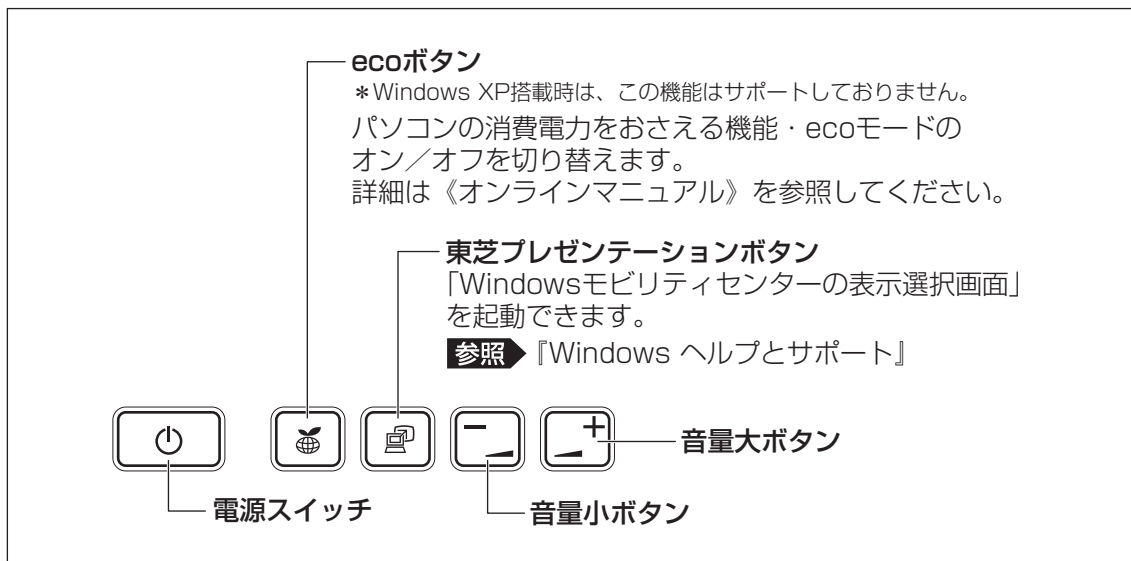 ecoボタン
＊Windows XP搭載時は、この機能はサポートしておりません。
パソコンの消費電力をおさえる機能・ecoモードの
オン／オフを切り替えます。
詳細は《オンラインマニュアル》を参照してください。
東芝プレゼンテーションボタン
「Windowsモビリティセンターの表示選択画面」
を起動できます。
参照 『Windows ヘルプとサポート』
音量大ボタン
電源スイッチ
音量小ボタン